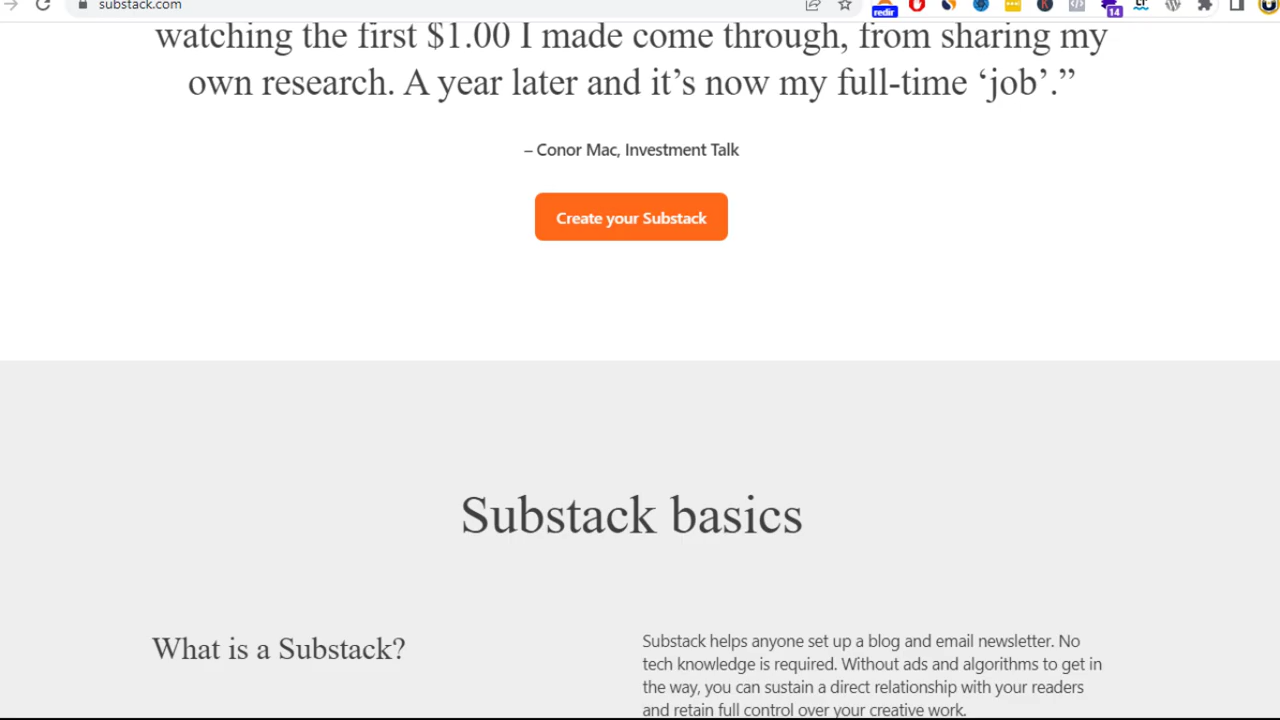 substack.com
redir
14
watching the first $1.00 I made come through, from sharing my
own research. A year later and it’s now my full-time ‘job’.”
– Conor Mac, Investment Talk
Create your Substack
Substack basics
What is a Substack?
Substack helps anyone set up a blog and email newsletter. No
tech knowledge is required. Without ads and algorithms to get in
the way, you can sustain a direct relationship with your readers
and retain full control over your creative work.